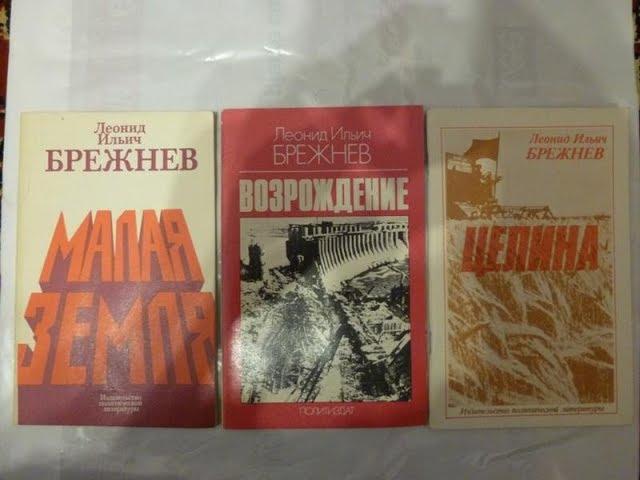 Леонид
Ильич
БРЕЖНЕВ
МАЛАЯ
ЗЕМЛЯ
Издательство
политической
литературы
Леонид Ильич
БРЕЖНЕВ
ВОЗРОЖДЕНИЕ
ПОЛИТИЗДАТ
Леонид Ильич
БРЕЖНЕВ
ЦЕЛИНА
Издательство политической литературы